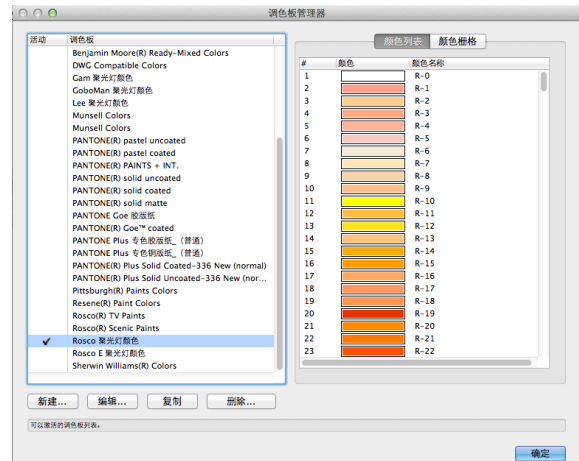 调色板管理器
活动 调色板
Benjamin Moore(R) Ready-Mixed Colors
DWG Compatible Colors
Gam 聚光灯颜色
GoboMan 聚光灯颜色
Lee 聚光灯颜色
Munsell Colors
Munsell Colors
PANTONE(R) pastel uncoated
PANTONE(R) pastel coated
PANTONE(R) PAINTS + INT.
PANTONE(R) solid uncoated
PANTONE(R) solid coated
PANTONE(R) solid matte
PANTONE Goe 胶版纸
PANTONE(R) Goe™ coated
PANTONE Plus 专色胶版纸_（普通）
PANTONE Plus 专色铜版纸_（普通）
PANTONE(R) Plus Solid Coated-336 New (normal)
PANTONE(R) Plus Solid Uncoated-336 New (nor...
Pittsburgh(R) Paints Colors
Resene(R) Paint Colors
Rosco(R) TV Paints
Rosco(R) Scenic Paints
Rosco 聚光灯颜色
Rosco E 聚光灯颜色
Sherwin Williams(R) Colors
新建... 编辑... 复制 删除...
可以激活的调色板列表。
颜色列表 颜色栅格
# 颜色 颜色名称
1 R-0
2 R-1
3 R-2
4 R-3
5 R-4
6 R-5
7 R-6
8 R-7
9 R-8
10 R-9
11 R-10
12 R-11
13 R-12
14 R-13
15 R-14
16 R-15
17 R-16
18 R-17
19 R-18
20 R-19
21 R-20
22 R-21
23 R-22
确定